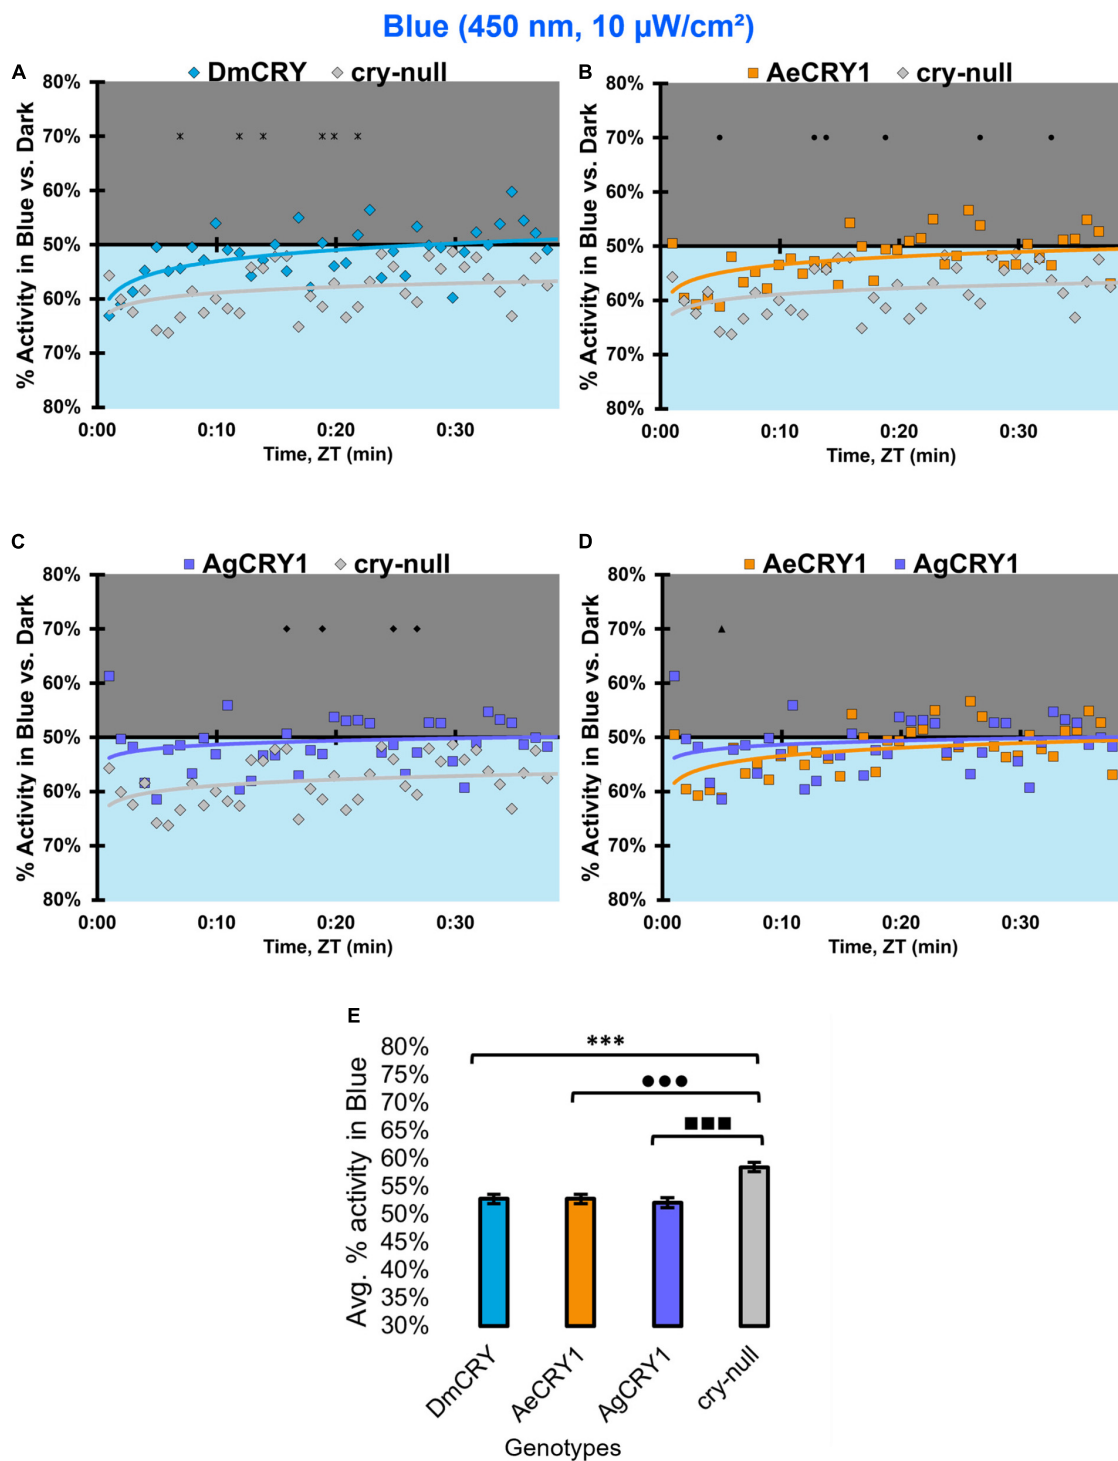 Blue (450 nm, 10 µW/cm²)
A
DmCRY cry-null
% Activity in Blue vs. Dark
80%
70%
60%
50%
60%
70%
80%
0:00 0:10 0:20 0:30
Time, ZT (min)
B
AeCRY1 cry-null
% Activity in Blue vs. Dark
80%
70%
60%
50%
60%
70%
80%
0:00 0:10 0:20 0:30
Time, ZT (min)
C
AgCRY1 cry-null
% Activity in Blue vs. Dark
80%
70%
60%
50%
60%
70%
80%
0:00 0:10 0:20 0:30
Time, ZT (min)
D
AeCRY1 AgCRY1
% Activity in Blue vs. Dark
80%
70%
60%
50%
60%
70%
80%
0:00 0:10 0:20 0:30
Time, ZT (min)
E
Avg. % activity in Blue
80%
75%
70%
65%
60%
55%
50%
45%
40%
35%
30%
***
●●●
■■■
DmCRY AeCRY1 AgCRY1 cry-null
Genotypes